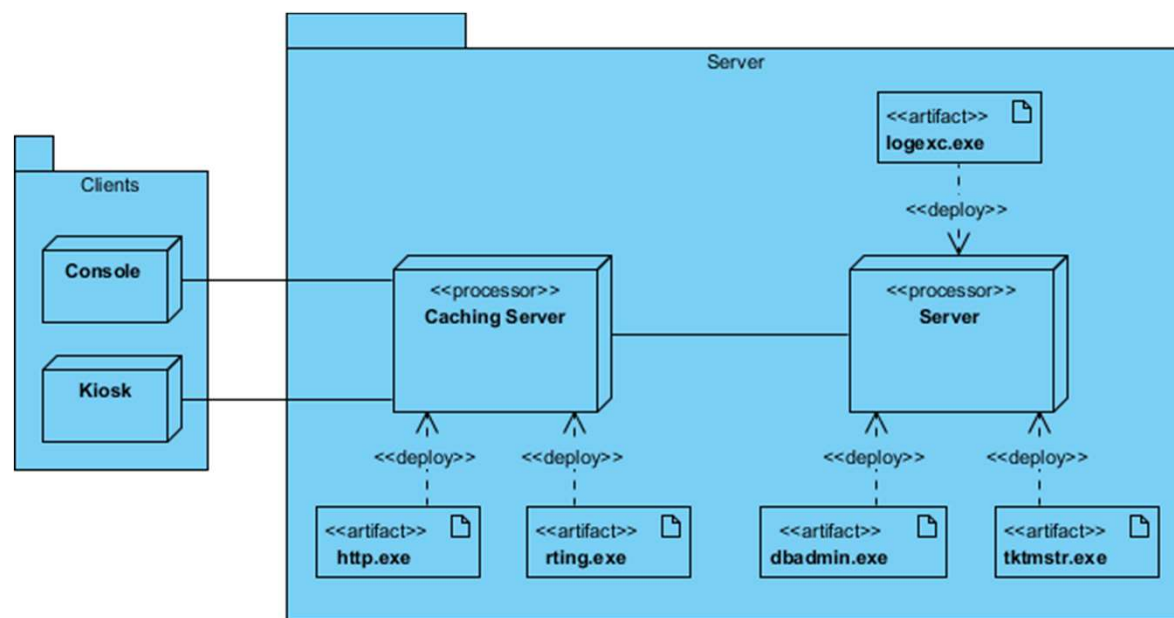 Server
<<artifact>>
logexc.exe
<<deploy>>
Clients
Console
Kiosk
<<processor>>
Caching Server
<<processor>>
Server
<<deploy>>
<<deploy>>
<<deploy>>
<<deploy>>
<<artifact>>
http.exe
<<artifact>>
rting.exe
<<artifact>>
dbadmin.exe
<<artifact>>
tktmstr.exe